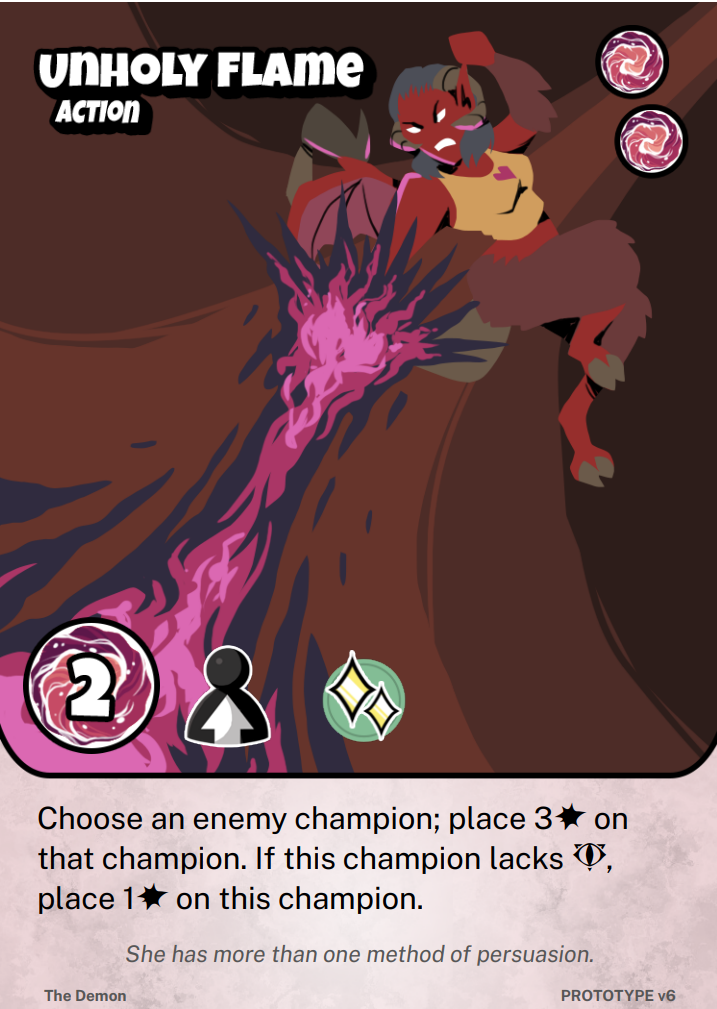 UNHOLY FLAME
ACTION
2
Choose an enemy champion; place 3 on
that champion. If this champion lacks ,
place 1 on this champion.
She has more than one method of persuasion.
The Demon
PROTOTYPE v6